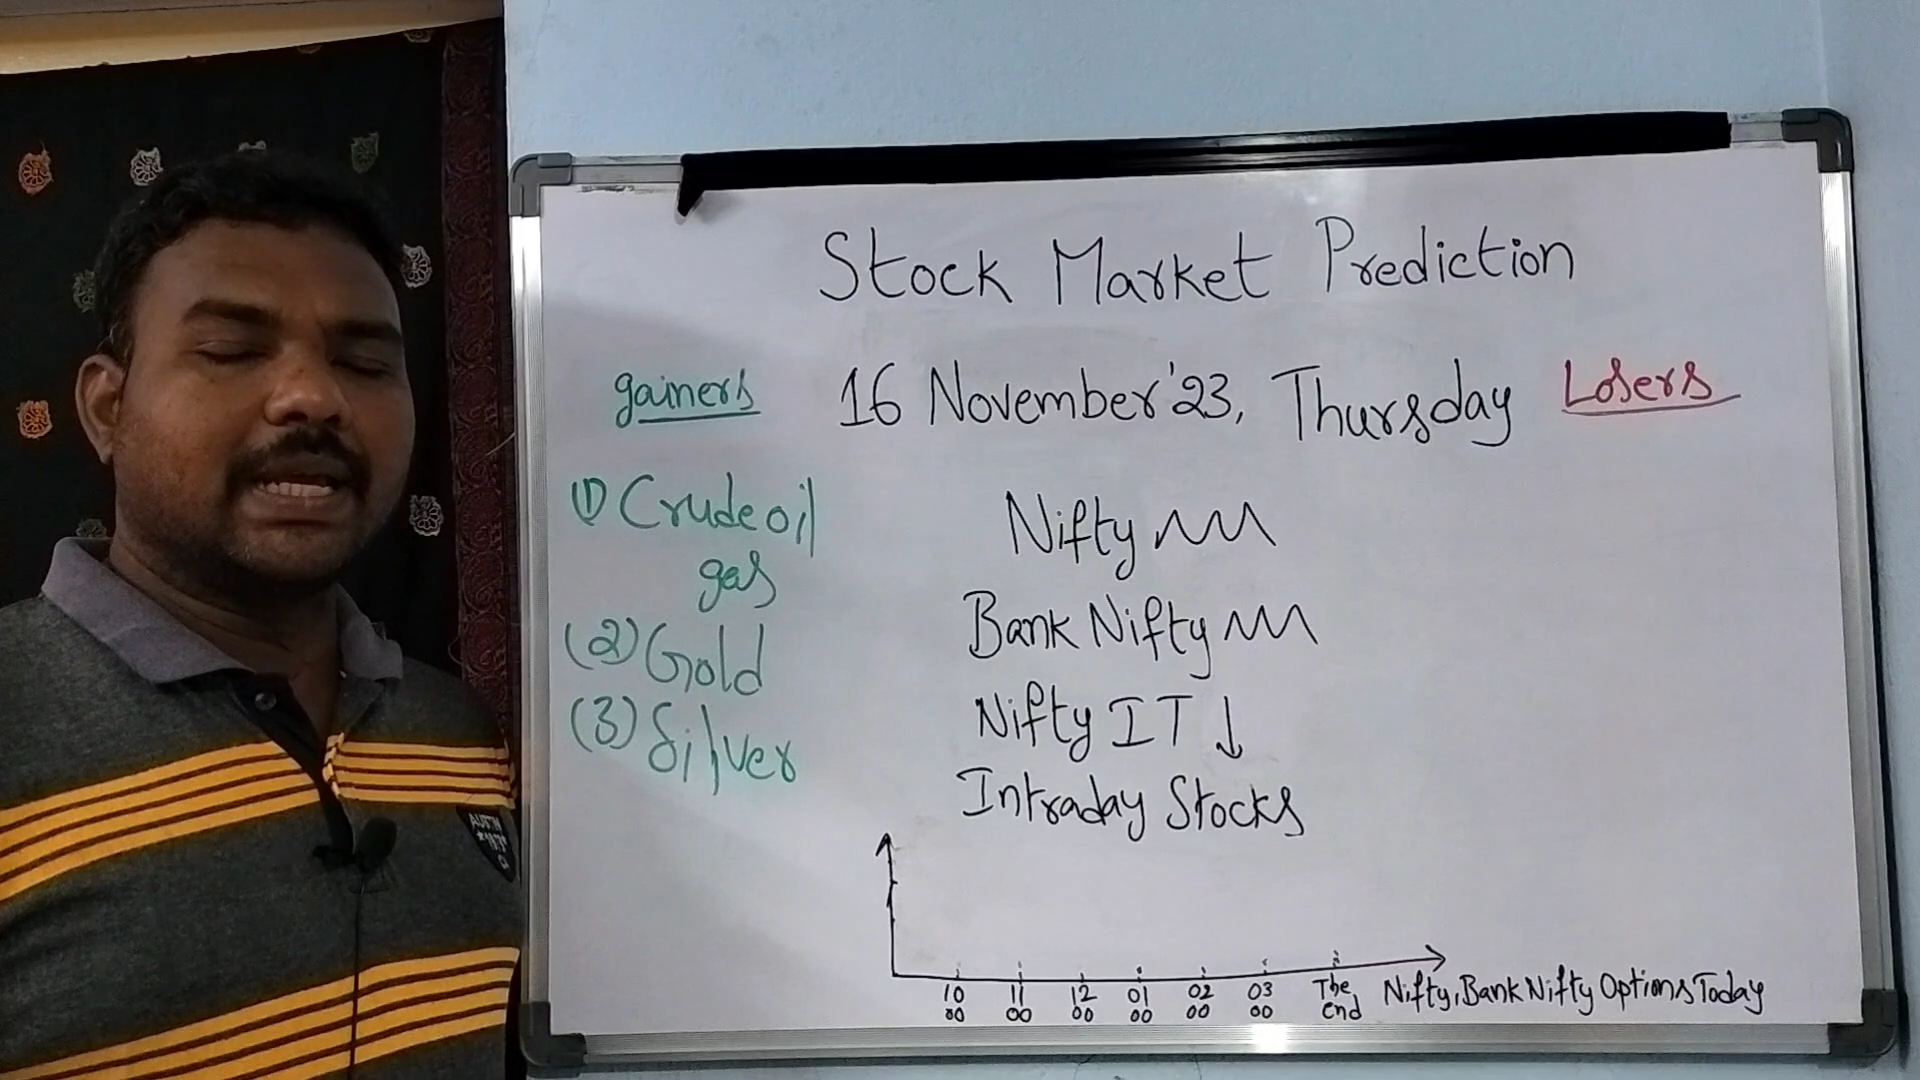 Stock Market Prediction
gainers
16 November'23, Thursday
Losers
(1) Crude oil
gas
(2) Gold
(3) Silver
Nifty
Bank Nifty
Nifty IT ↓
Intraday Stocks
10 00
11 00
12 00
01 00
02 00
03 00
The end
Nifty, Bank Nifty Options Today
AUSTIN